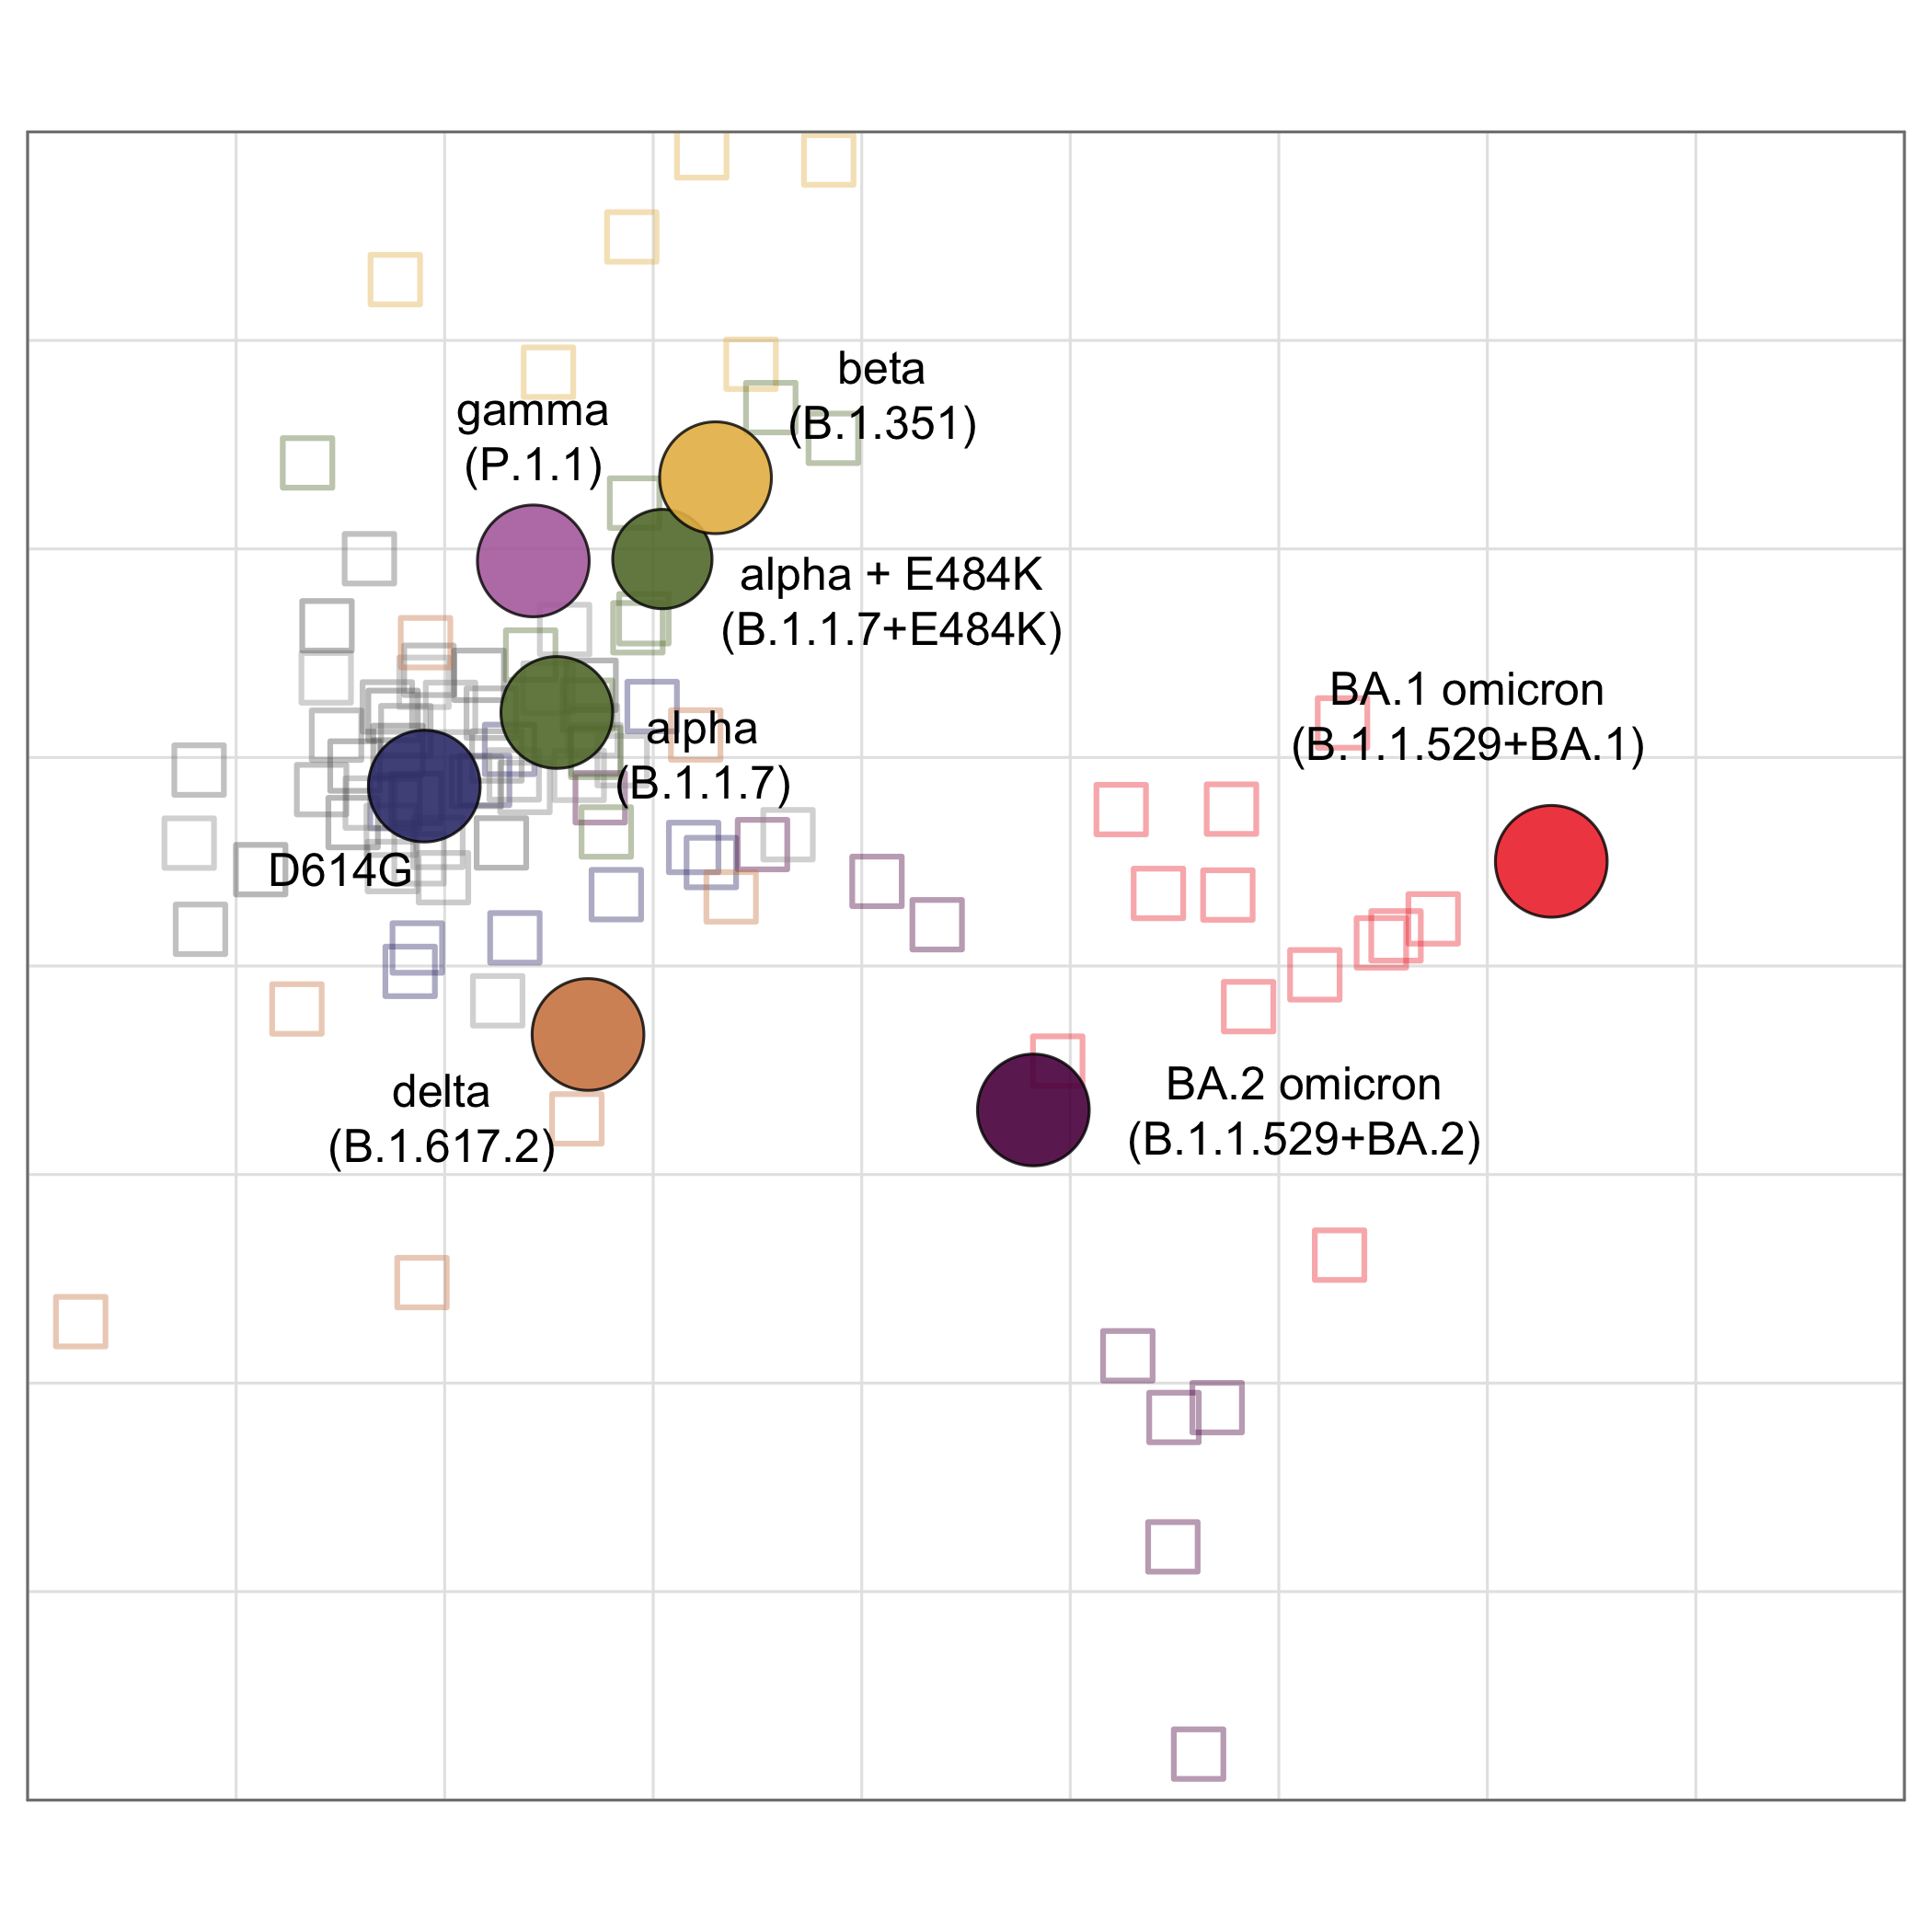 beta
(B.1.351)
gamma
(P.1.1)
alpha + E484K
(B.1.1.7+E484K)
BA.1 omicron
(B.1.1.529+BA.1)
alpha
(B.1.1.7)
D614G
BA.2 omicron
(B.1.1.529+BA.2)
delta
(B.1.617.2)